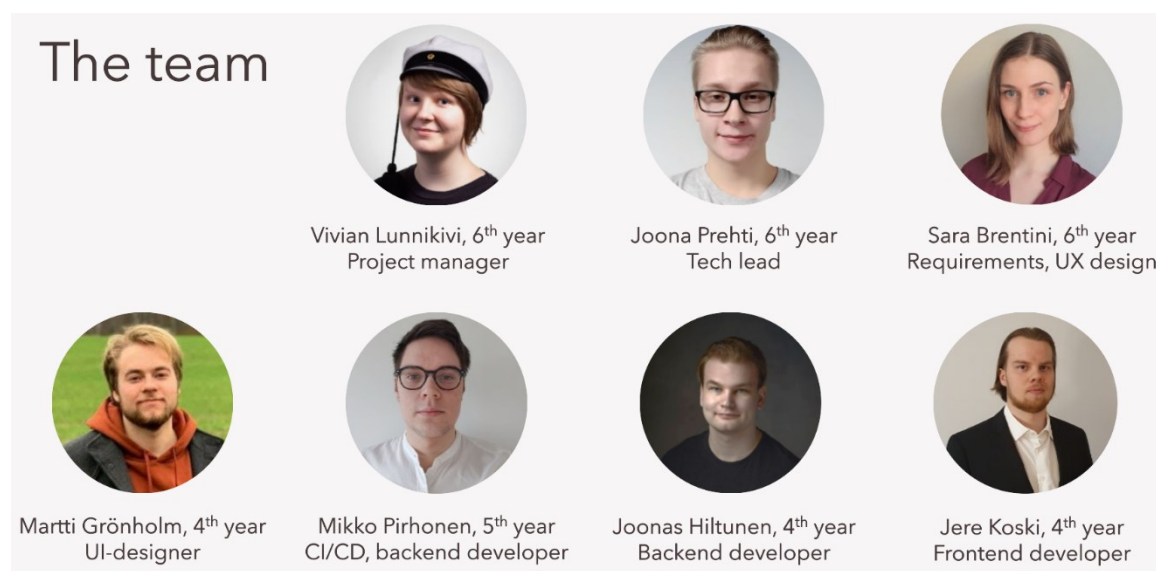 The team
Vivian Lunnikivi, 6th year
Project manager
Joona Prehti, 6th year
Tech lead
Sara Brentini, 6th year
Requirements, UX design
Martti Grönholm, 4th year
UI-designer
Mikko Pirhonen, 5th year
CI/CD, backend developer
Joonas Hiltunen, 4th year
Backend developer
Jere Koski, 4th year
Frontend developer